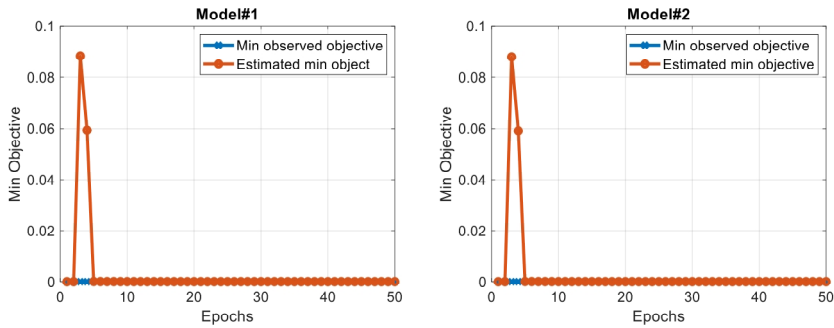 Model#1
0.1
0.08
0.06
0.04
0.02
0
Min Objective
Min observed objective
Estimated min object
0 10 20 30 40 50
Epochs
Model#2
0.1
0.08
0.06
0.04
0.02
0
Min Objective
Min observed objective
Estimated min objective
0 10 20 30 40 50
Epochs